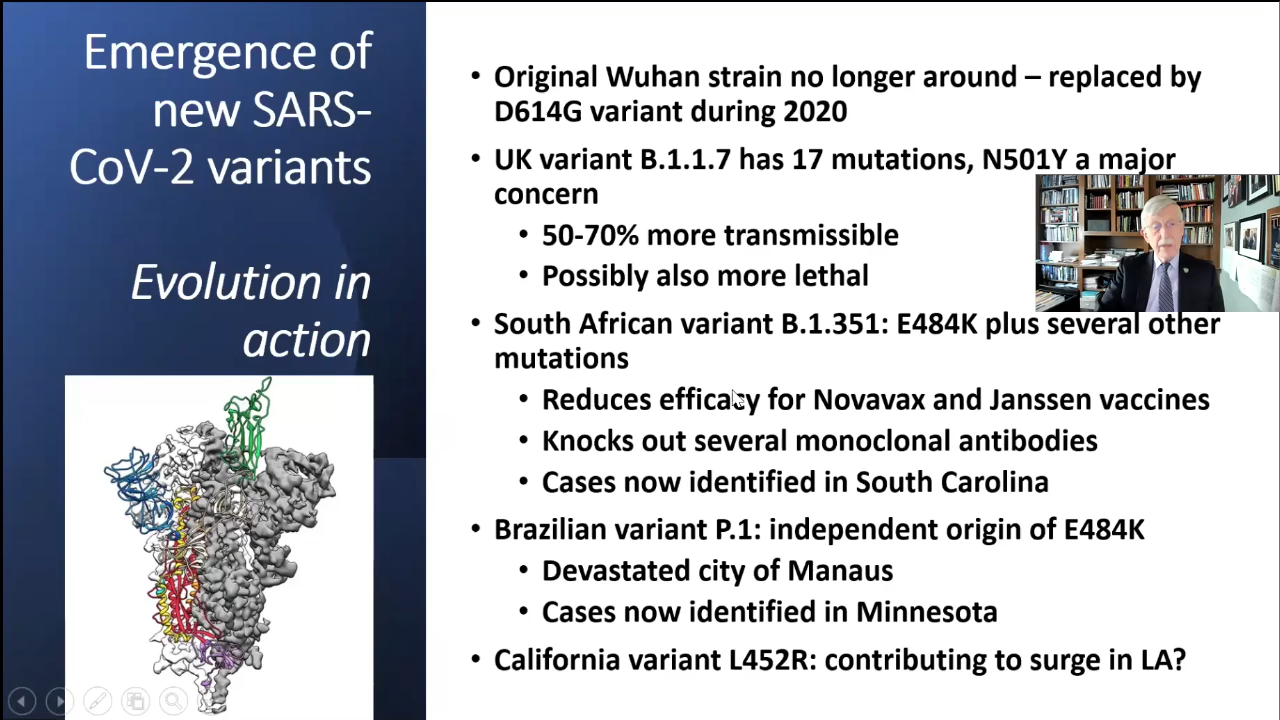 Emergence of
new SARS-
CoV-2 variants
Evolution in
action
• Original Wuhan strain no longer around – replaced by
D614G variant during 2020
• UK variant B.1.1.7 has 17 mutations, N501Y a major
concern
• 50-70% more transmissible
• Possibly also more lethal
• South African variant B.1.351: E484K plus several other
mutations
• Reduces efficacy for Novavax and Janssen vaccines
• Knocks out several monoclonal antibodies
• Cases now identified in South Carolina
• Brazilian variant P.1: independent origin of E484K
• Devastated city of Manaus
• Cases now identified in Minnesota
• California variant L452R: contributing to surge in LA?